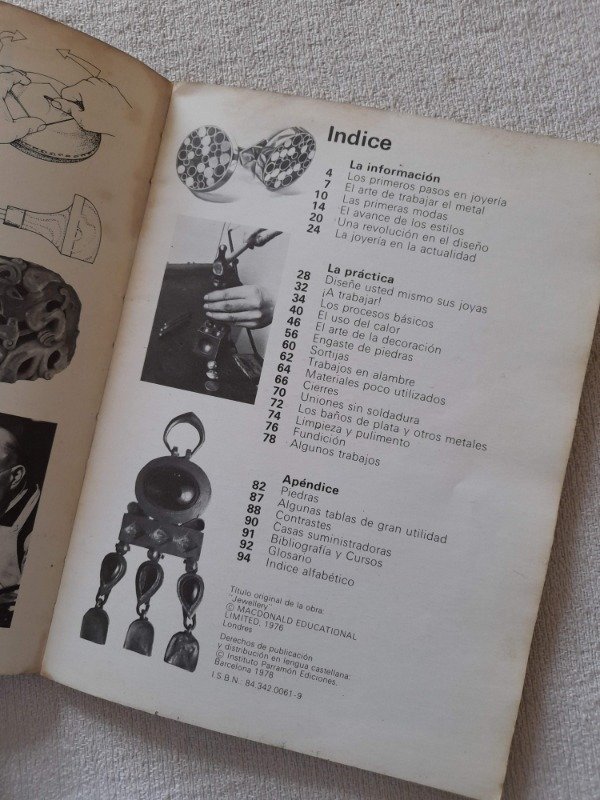 Indice
La información
4 Los primeros pasos en joyería
7 El arte de trabajar el metal
10 Las primeras modas
14 El avance de los estilos
20 Una revolución en el diseño
24 La joyería en la actualidad
La práctica
28 Diseñe usted mismo sus joyas
32 ¡A trabajar!
34 Los procesos básicos
40 El uso del calor
46 El arte de la decoración
56 Engaste de piedras
60 Sortijas
62 Trabajos en alambre
64 Materiales poco utilizados
66 Cierres
70 Uniones sin soldadura
72 Los baños de plata y otros metales
74 Limpieza y pulimento
76 Fundición
78 Algunos trabajos
Apéndice
82 Piedras
87 Algunas tablas de gran utilidad
88 Contrastes
90 Casas suministradoras
91 Bibliografía y Cursos
92 Glosario
94 Indice alfabético
Título original de la obra:
"Jewellery"
© MACDONALD EDUCATIONAL
LIMITED. 1976
Londres
Derechos de publicación
y distribución en lengua castellana:
© Instituto Parramón Ediciones.
Barcelona 1978
I.S.B.N. 84.342.0061-9